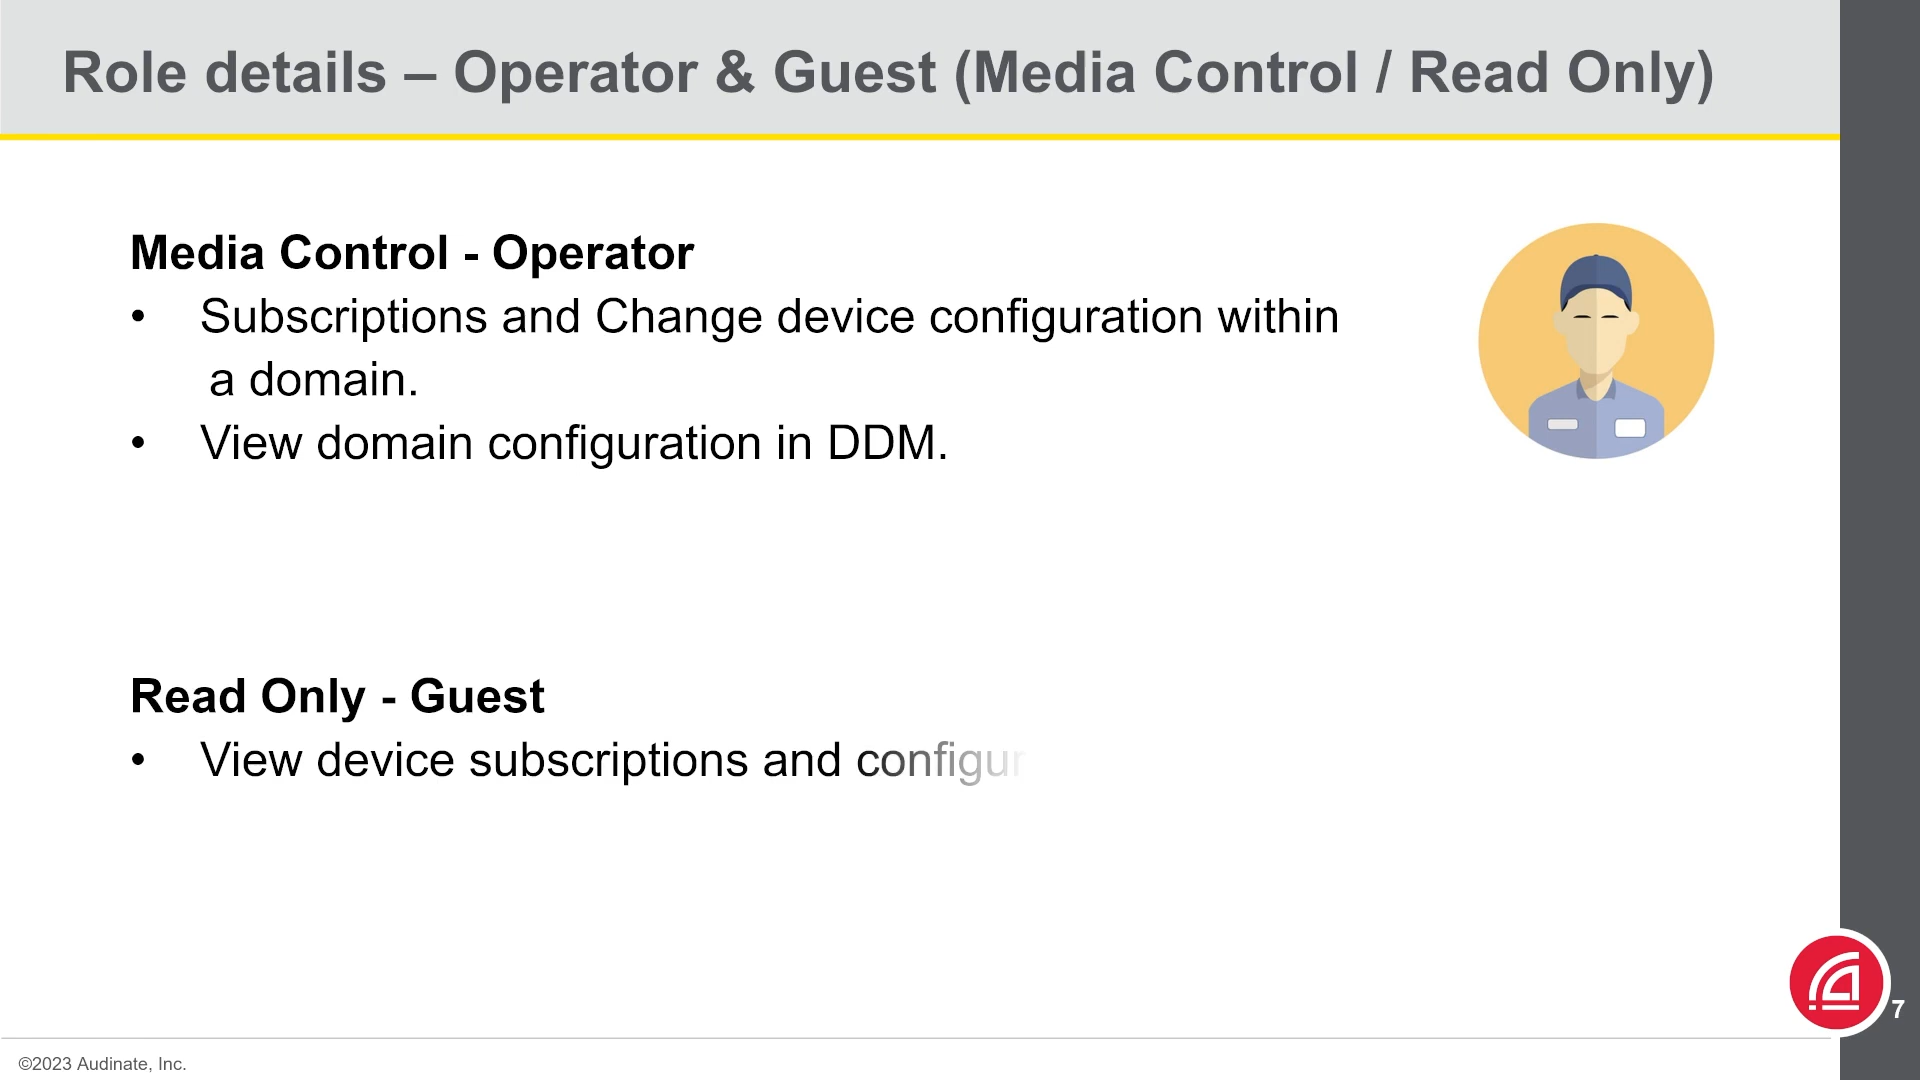 Role details – Operator & Guest (Media Control / Read Only)
Media Control - Operator
• Subscriptions and Change device configuration within
a domain.
• View domain configuration in DDM.
Read Only - Guest
• View device subscriptions and configur
7
©2023 Audinate, Inc.